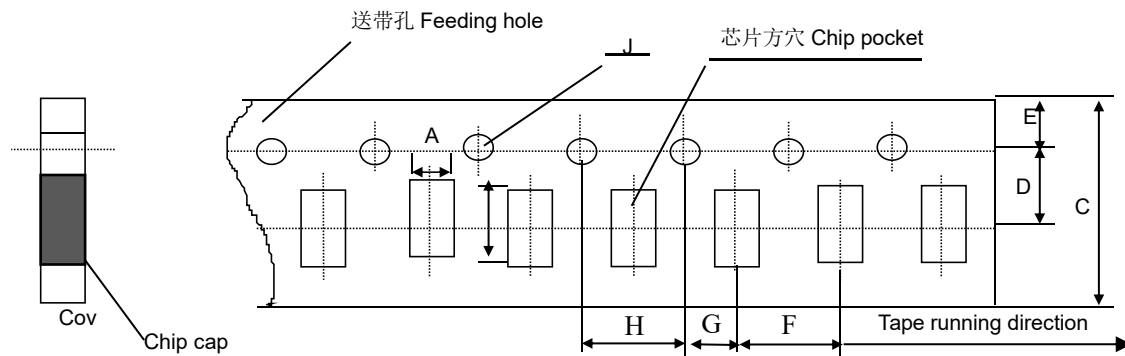 送带孔 Feeding hole
J
芯片方穴 Chip pocket
A
E
D
C
Cov
Chip cap
H
G
F
Tape running direction